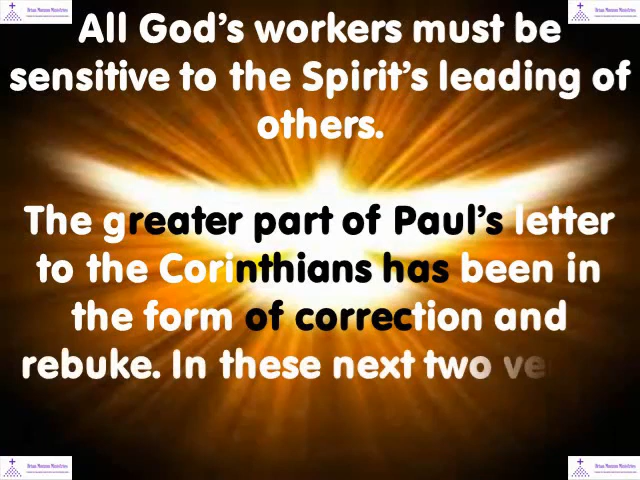 All God's workers must be
sensitive to the Spirit's leading of
others.
The greater part of Paul's letter
to the Corinthians has been in
the form of correction and
rebuke. In these next two